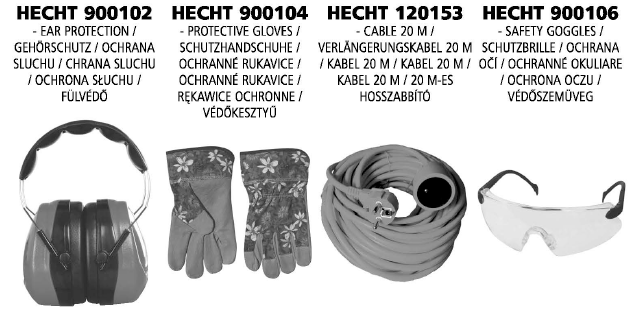 HECHT 900102
- EAR PROTECTION /
GEHÖRSCHUTZ / OCHRANA
SLUCHU / CHRANA SLUCHU
/ OCHRONA SŁUCHU /
FÜLVÉDŐ
HECHT 900104
- PROTECTIVE GLOVES /
SCHUTZHANDSCHUHE /
OCHRANNÉ RUKAVICE /
OCHRANNÉ RUKAVICE /
RĘKAWICE OCHRONNE /
VÉDŐKESZTYŰ
HECHT 120153
- CABLE 20 M /
VERLÄNGERUNGSKABEL 20 M
/ KABEL 20 M / KABEL 20 M /
KABEL 20 M / 20 M-ES
HOSSZABBÍTÓ
HECHT 900106
- SAFETY GOGGLES /
SCHUTZBRILLE / OCHRANA
OČÍ / OCHRANNÉ OKULIARE
/ OCHRONA OCZU /
VÉDŐSZEMÜVEG